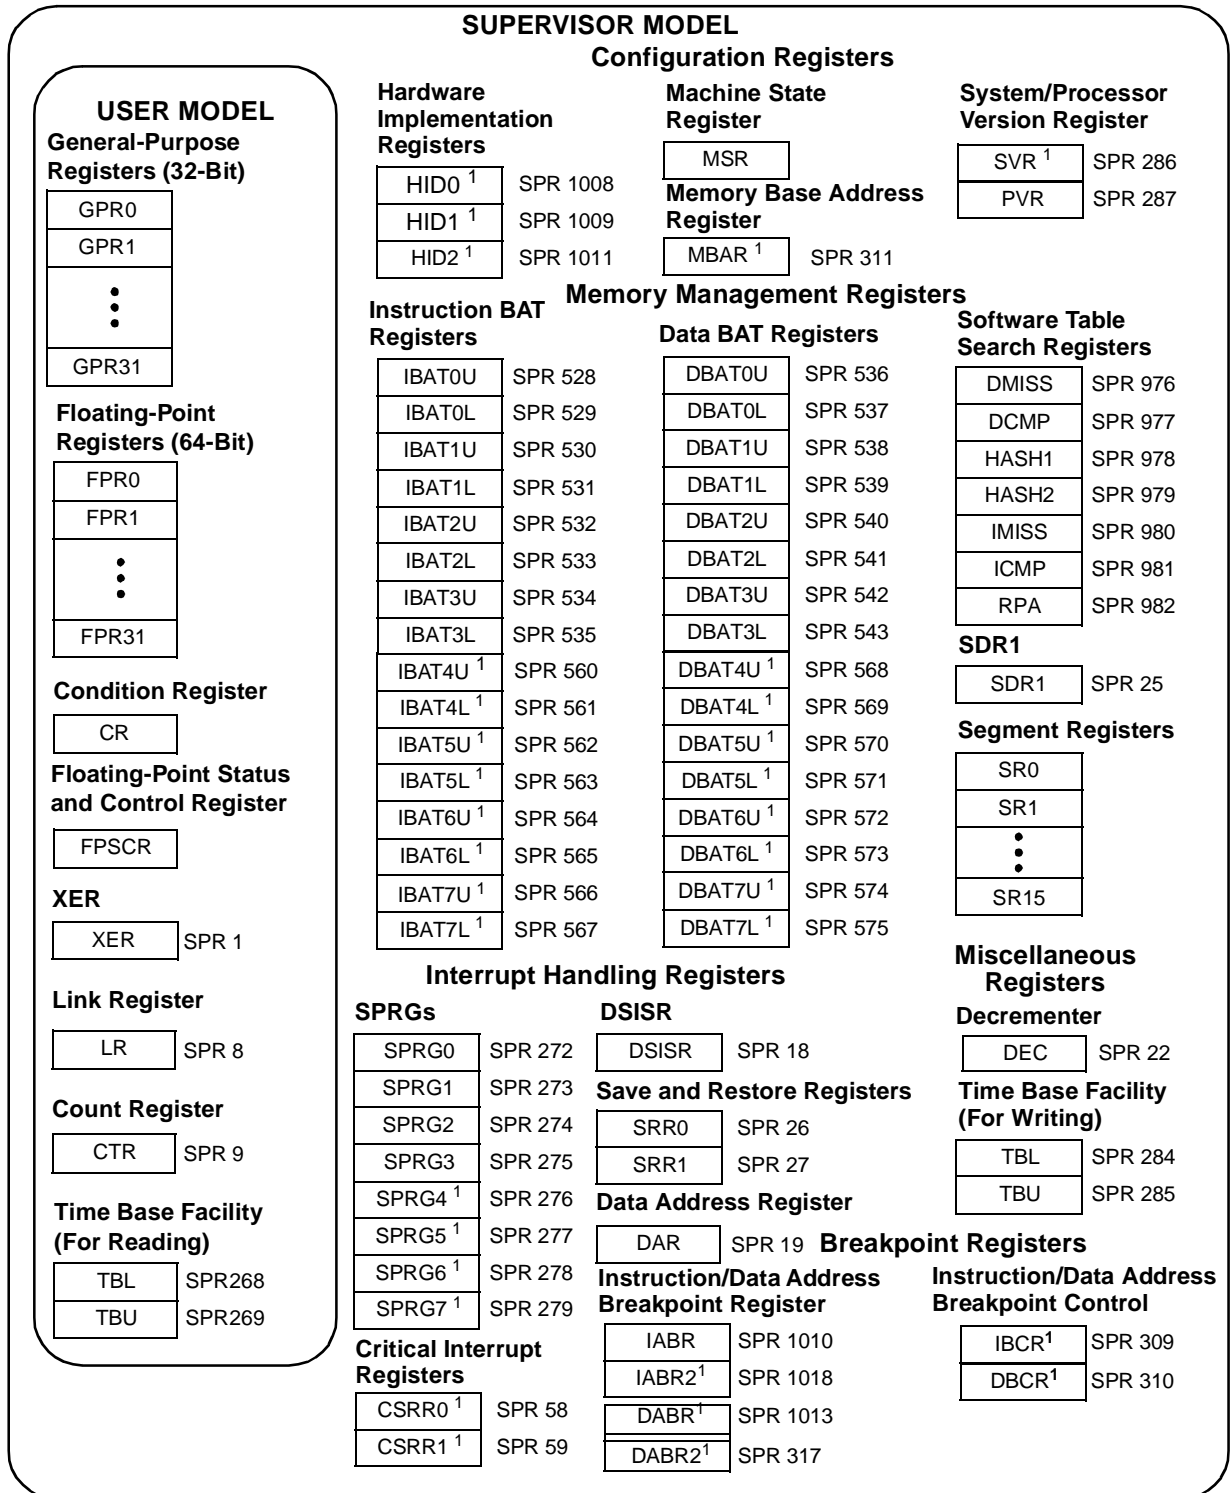 SUPERVISOR MODEL
USER MODEL
General-Purpose
Registers (32-Bit)
GPR0
GPR1
GPR31
Floating-Point
Registers (64-Bit)
FPR0
FPR1
FPR31
Condition Register
CR
Floating-Point Status
and Control Register
FPSCR
XER
XER SPR 1
Link Register
LR SPR 8
Count Register
CTR SPR 9
Time Base Facility
(For Reading)
TBL SPR268
TBU SPR269
Configuration Registers
Hardware
Implementation
Registers
HID0 1 SPR 1008
HID1 1 SPR 1009
HID2 1 SPR 1011
Machine State
Register
MSR
Memory Base Address
Register
MBAR 1 SPR 311
System/Processor
Version Register
SVR 1 SPR 286
PVR SPR 287
Memory Management Registers
Instruction BAT
Registers
IBAT0U SPR 528
IBAT0L SPR 529
IBAT1U SPR 530
IBAT1L SPR 531
IBAT2U SPR 532
IBAT2L SPR 533
IBAT3U SPR 534
IBAT3L SPR 535
IBAT4U 1 SPR 560
IBAT4L 1 SPR 561
IBAT5U 1 SPR 562
IBAT5L 1 SPR 563
IBAT6U 1 SPR 564
IBAT6L 1 SPR 565
IBAT7U 1 SPR 566
IBAT7L 1 SPR 567
Data BAT Registers
DBAT0U SPR 536
DBAT0L SPR 537
DBAT1U SPR 538
DBAT1L SPR 539
DBAT2U SPR 540
DBAT2L SPR 541
DBAT3U SPR 542
DBAT3L SPR 543
DBAT4U 1 SPR 568
DBAT4L 1 SPR 569
DBAT5U 1 SPR 570
DBAT5L 1 SPR 571
DBAT6U 1 SPR 572
DBAT6L 1 SPR 573
DBAT7U 1 SPR 574
DBAT7L 1 SPR 575
Software Table
Search Registers
DMISS SPR 976
DCMP SPR 977
HASH1 SPR 978
HASH2 SPR 979
IMISS SPR 980
ICMP SPR 981
RPA SPR 982
SDR1
SDR1 SPR 25
Segment Registers
SR0
SR1
SR15
Interrupt Handling Registers
SPRGs
SPRG0 SPR 272
SPRG1 SPR 273
SPRG2 SPR 274
SPRG3 SPR 275
SPRG4 1 SPR 276
SPRG5 1 SPR 277
SPRG6 1 SPR 278
SPRG7 1 SPR 279
Critical Interrupt
Registers
CSRR0 1 SPR 58
CSRR1 1 SPR 59
DSISR
DSISR SPR 18
Save and Restore Registers
SRR0 SPR 26
SRR1 SPR 27
Data Address Register
DAR SPR 19
Miscellaneous
Registers
Decrementer
DEC SPR 22
Time Base Facility
(For Writing)
TBL SPR 284
TBU SPR 285
Breakpoint Registers
Instruction/Data Address
Breakpoint Register
IABR SPR 1010
IABR2 1 SPR 1018
DABR 1 SPR 1013
DABR2 1 SPR 317
Instruction/Data Address
Breakpoint Control
IBCR 1 SPR 309
DBCR 1 SPR 310